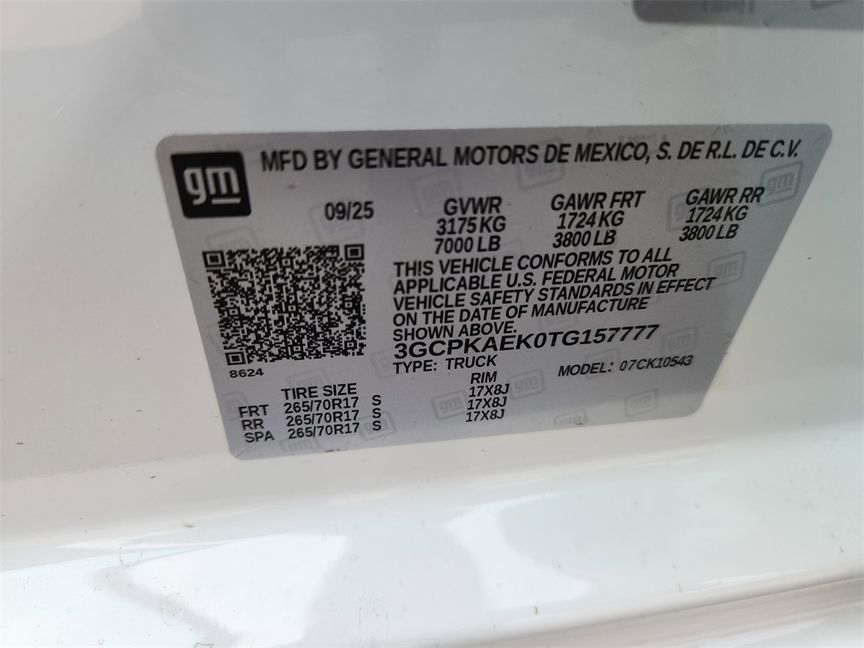 gm
MFD BY GENERAL MOTORS DE MEXICO, S. DE R.L. DE C.V.
09/25
GVWR GAWR FRT GAWR RR
3175 KG 1724 KG 1724 KG
7000 LB 3800 LB 3800 LB
THIS VEHICLE CONFORMS TO ALL
APPLICABLE U.S. FEDERAL MOTOR
VEHICLE SAFETY STANDARDS IN EFFECT
ON THE DATE OF MANUFACTURE
SHOWN ABOVE.
3GCPKAEK0TG157777
TYPE: TRUCK MODEL: 07CK10543
8624
TIRE SIZE RIM
FRT 265/70R17 S 17X8J
RR 265/70R17 S 17X8J
SPA 265/70R17 S 17X8J